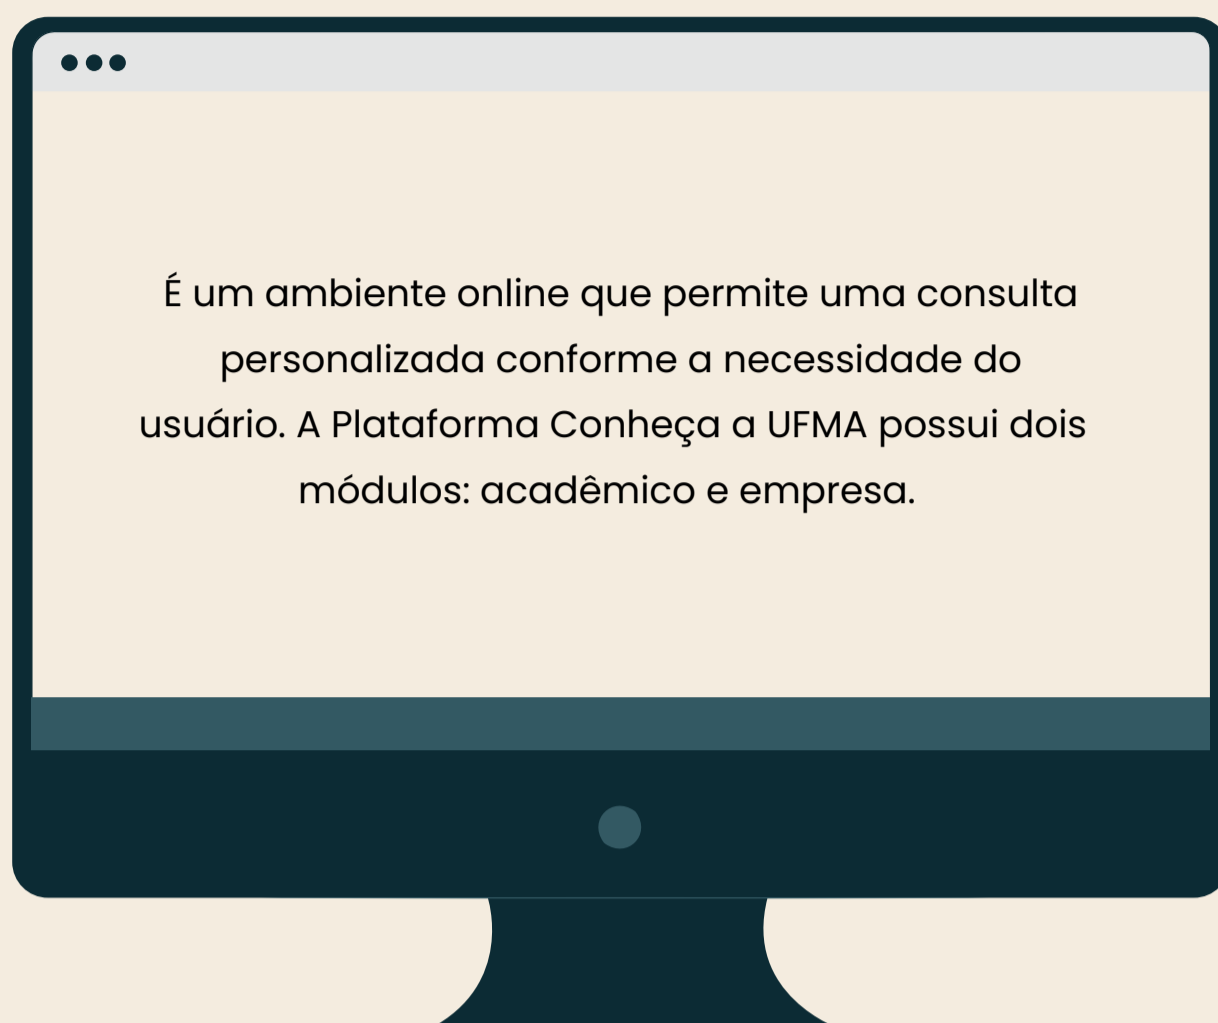 É um ambiente online que permite uma consulta
personalizada conforme a necessidade do
usuário. A Plataforma Conheça a UFMA possui dois
módulos: acadêmico e empresa.